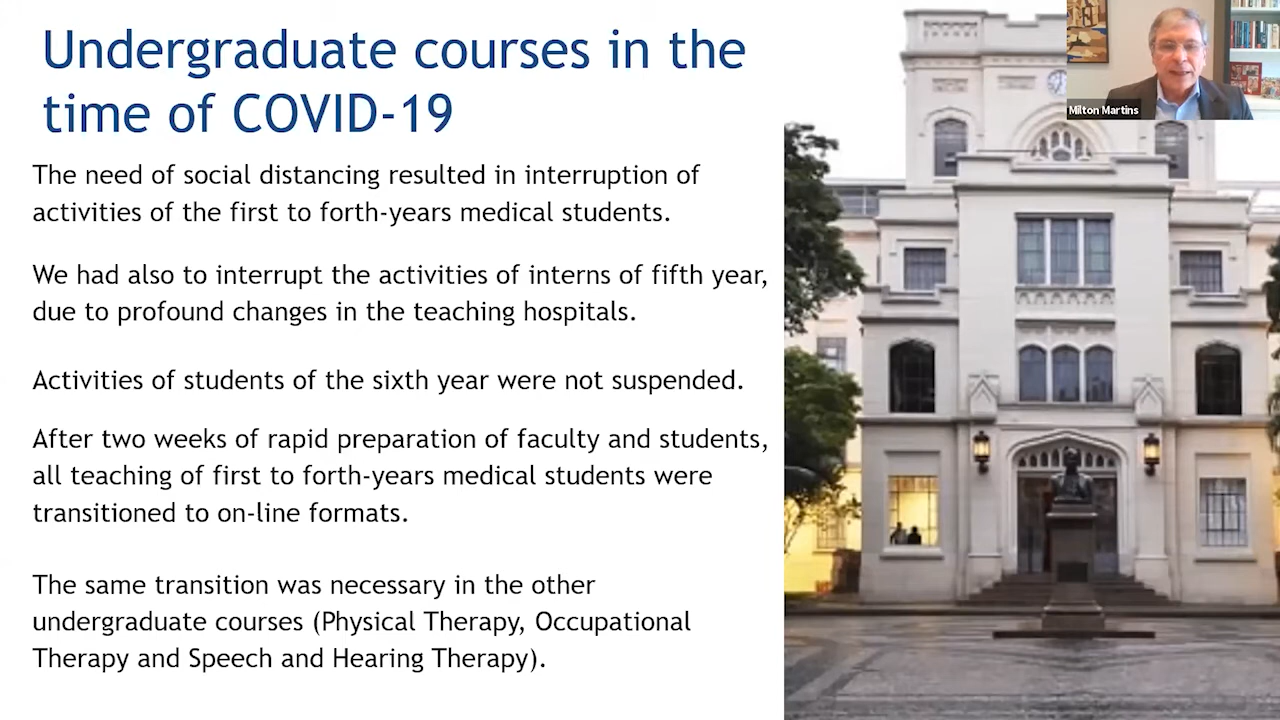 Undergraduate courses in the
time of COVID-19
Milton Martins
The need of social distancing resulted in interruption of
activities of the first to forth-years medical students.
We had also to interrupt the activities of interns of fifth year,
due to profound changes in the teaching hospitals.
Activities of students of the sixth year were not suspended.
After two weeks of rapid preparation of faculty and students,
all teaching of first to forth-years medical students were
transitioned to on-line formats.
The same transition was necessary in the other
undergraduate courses (Physical Therapy, Occupational
Therapy and Speech and Hearing Therapy).